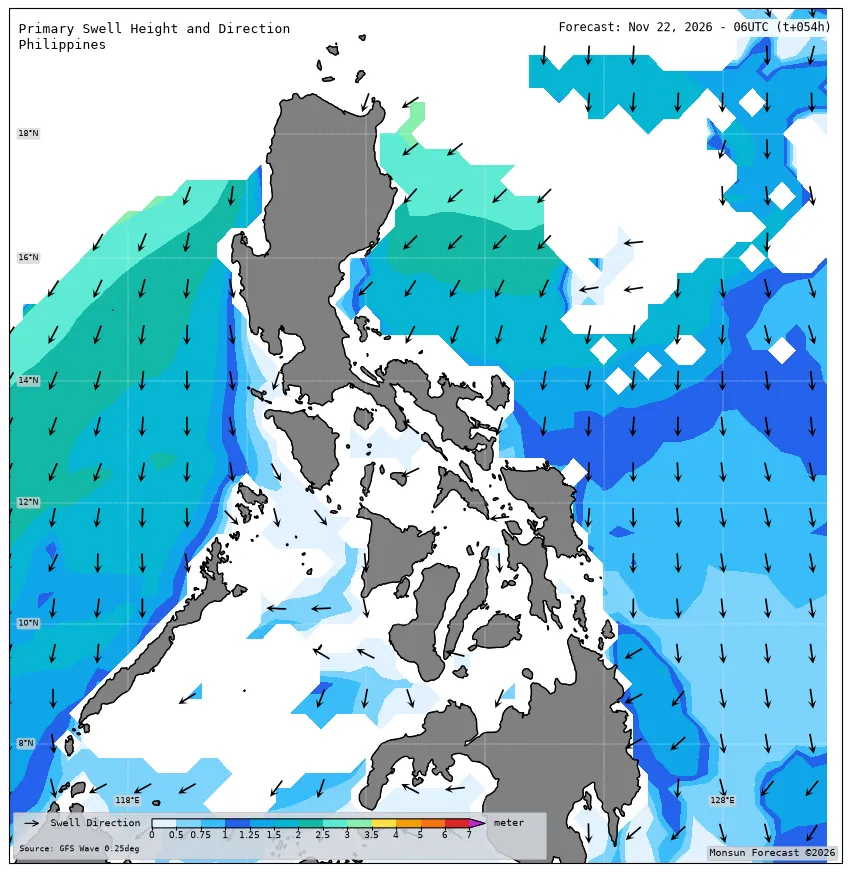 Primary Swell Height and Direction
Philippines
Forecast: Nov 22, 2026 - 06UTC (t+054h)
18°N
16°N
14°N
12°N
10°N
8°N
118°E
128°E
Swell Direction
0 0.5 0.75 1 1.25 1.5 2 2.5 3 3.5 4 5 6 7
meter
Source: GFS Wave 0.25deg
Monsun Forecast ©2026